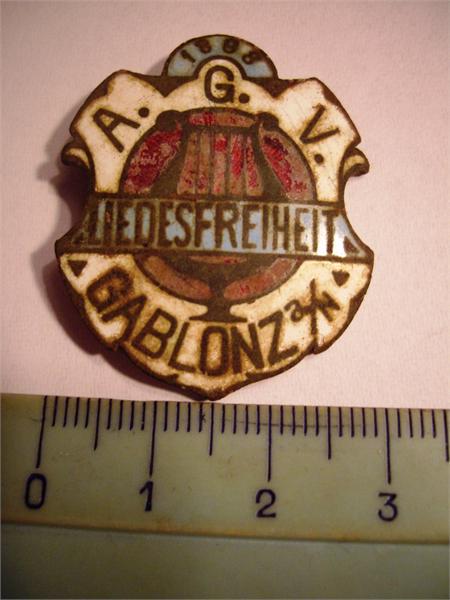 1898
A. G. V.
LIEDESFREIHEIT
GABLONZ a/N
0 1 2 3